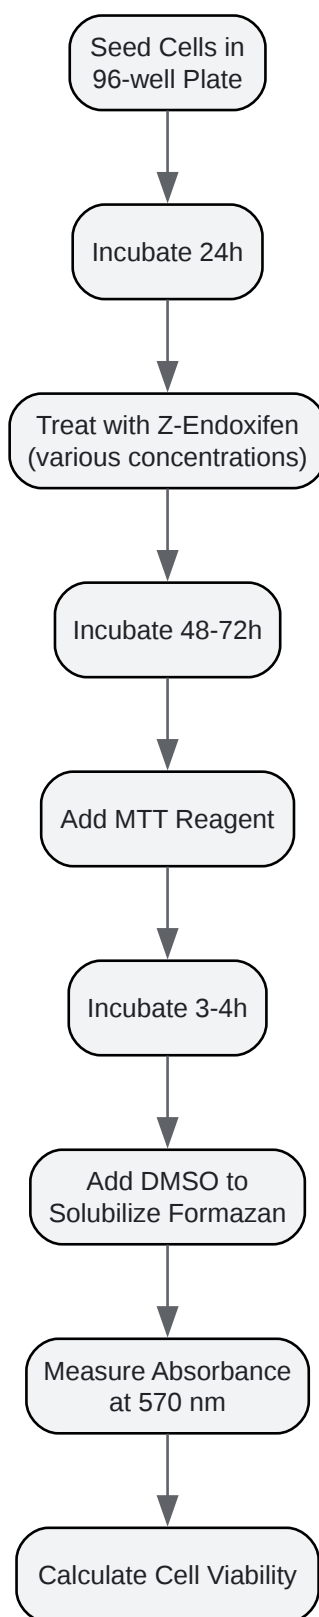 Seed Cells in
96-well Plate
Incubate 24h
Treat with Z-Endoxifen
(various concentrations)
Incubate 48-72h
Add MTT Reagent
Incubate 3-4h
Add DMSO to
Solubilize Formazan
Measure Absorbance
at 570 nm
Calculate Cell Viability